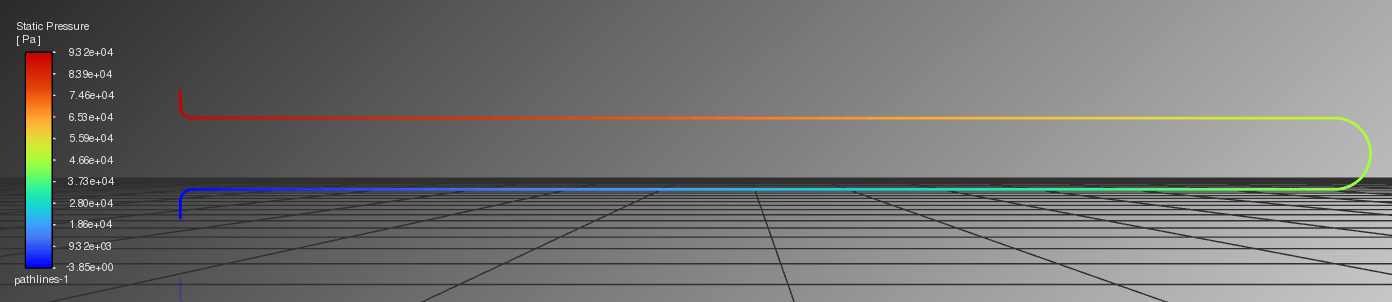 Static Pressure
[ Pa ]
9.32e+04
8.39e+04
7.46e+04
6.53e+04
5.59e+04
4.66e+04
3.73e+04
2.80e+04
1.86e+04
9.32e+03
-3.85e+00
pathlines-1